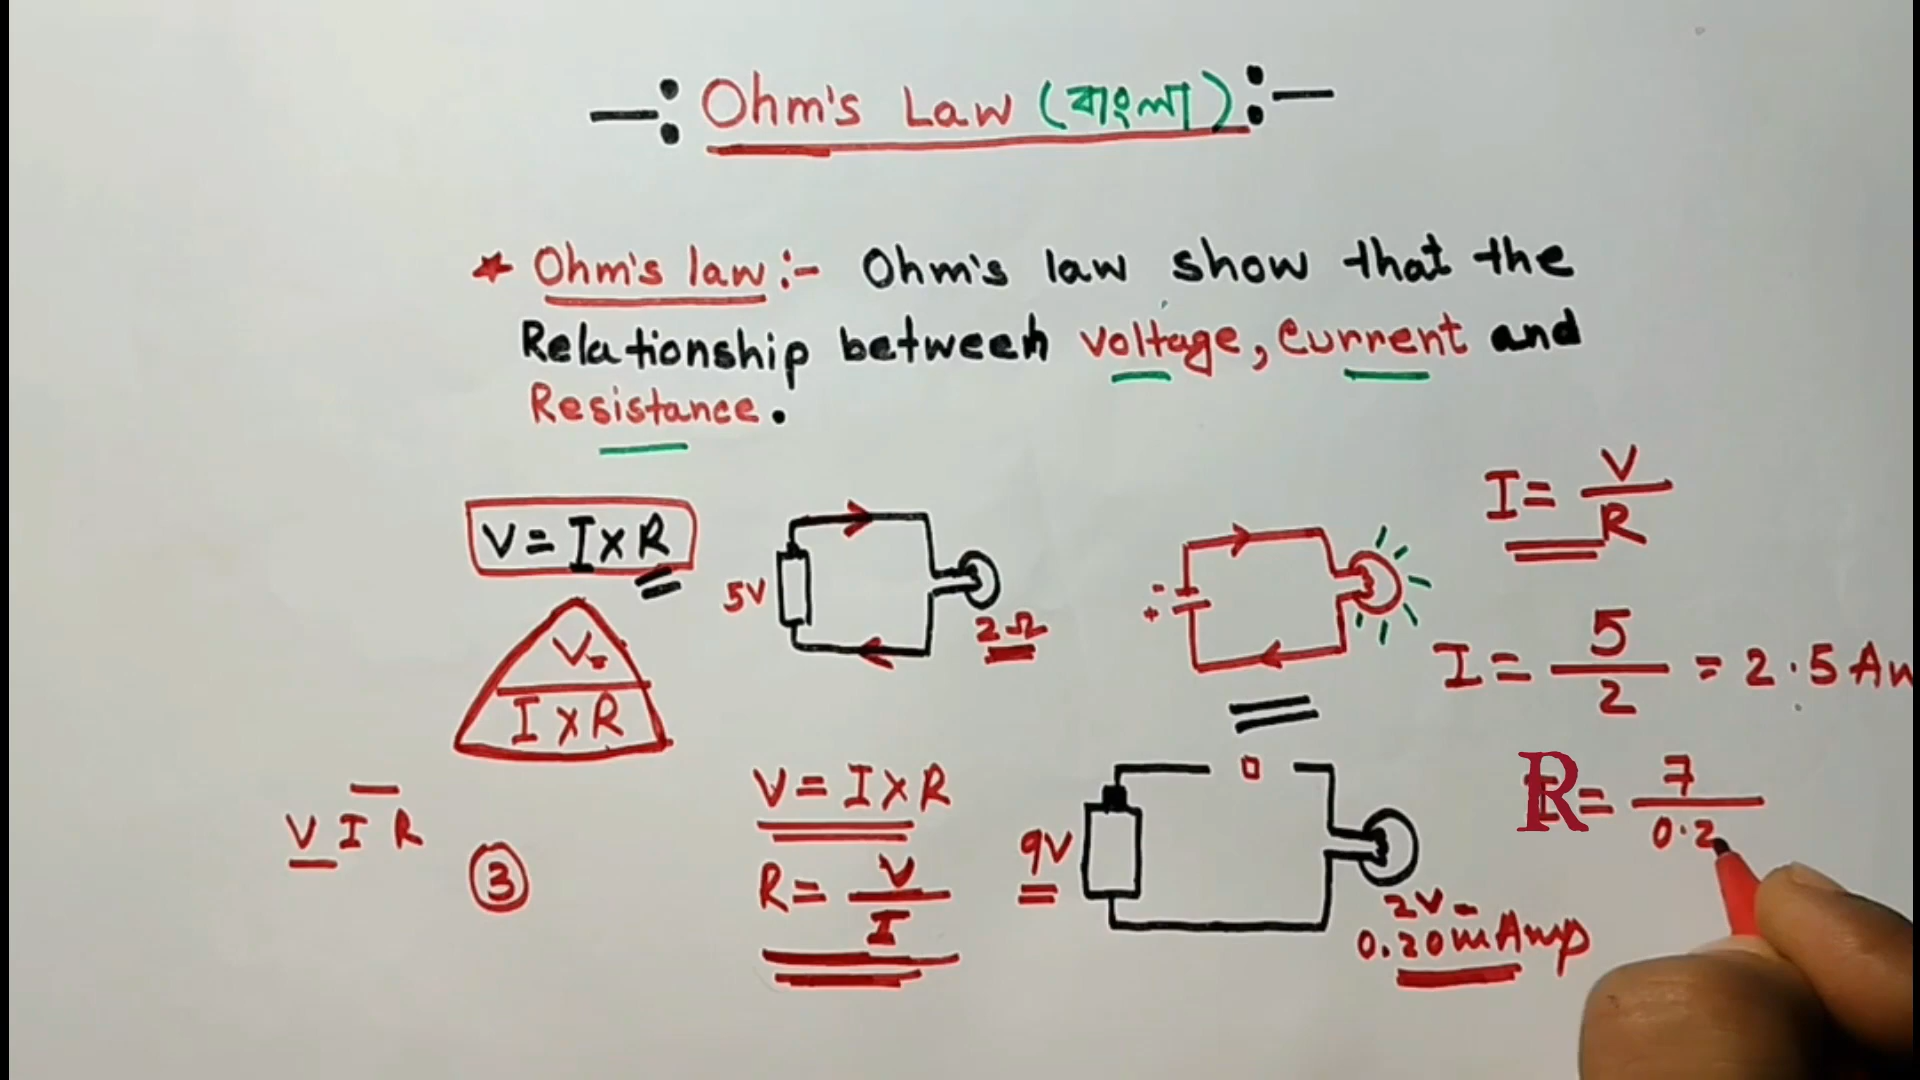 —: Ohm's Law (বাংলা) :—
★ Ohm's law :- Ohm's law show that the
Relationship between voltage, Current and
Resistance.
V = I x R
V
I x R
5V
2Ω
- +
I = V/R
I = 5/2 = 2.5 Am
V I R
3
V = I x R
R = V/I
9V
2V -
0.20 m Amp
R = 7/0.2